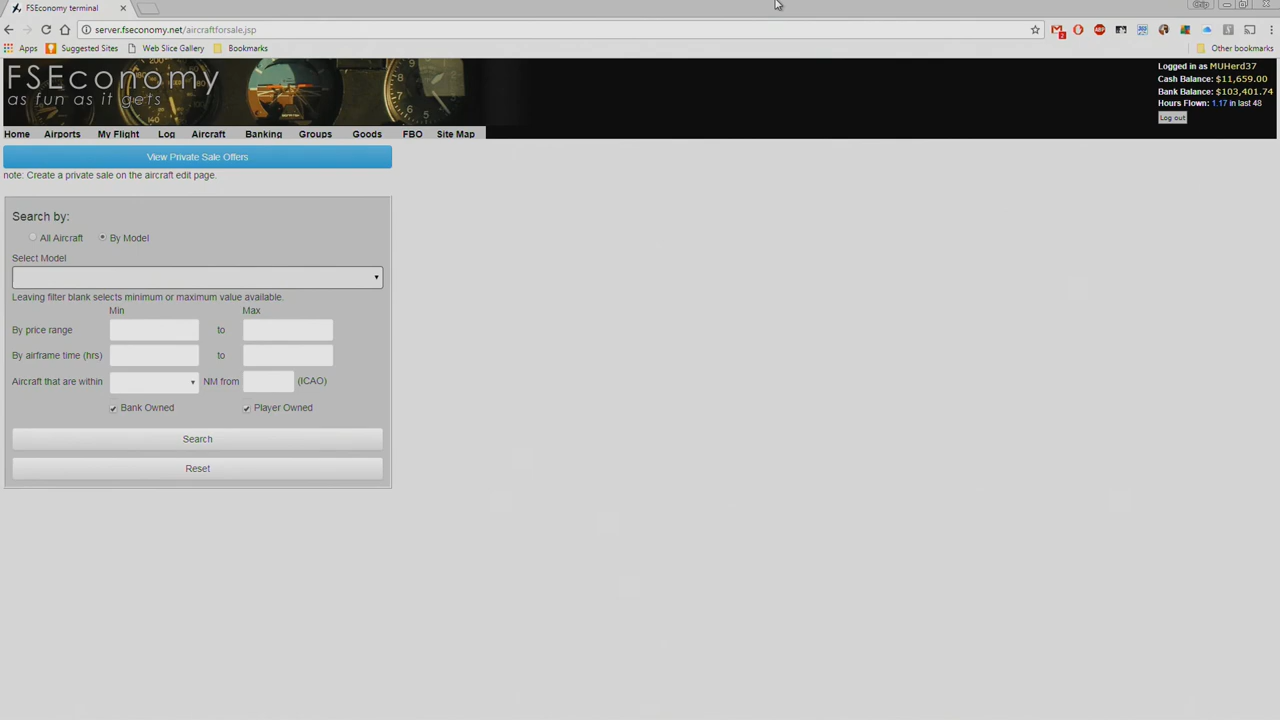 FSEconomy terminal
Chip
server.fseconomy.net/aircraftforsale.jsp
Apps
Suggested Sites
Web Slice Gallery
Bookmarks
Other bookmarks
FSEconomy
as fun as it gets
Logged in as MUHerd37
Cash Balance: $11,659.00
Bank Balance: $103,401.74
Hours Flown: 1.17 in last 48
Log out
Home Airports My Flight Log Aircraft Banking Groups Goods FBO Site Map
View Private Sale Offers
note: Create a private sale on the aircraft edit page.
Search by:
All Aircraft By Model
Select Model
Leaving filter blank selects minimum or maximum value available.
Min Max
By price range to
By airframe time (hrs) to
Aircraft that are within NM from (ICAO)
Bank Owned Player Owned
Search
Reset